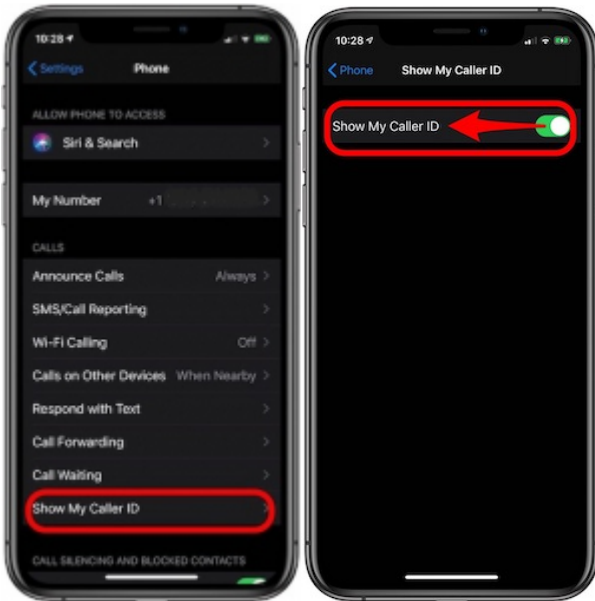 10:28
Settings
Phone
ALLOW PHONE TO ACCESS
Siri & Search
My Number +1
CALLS
Announce Calls Always
SMS/Call Reporting
Wi-Fi Calling Off
Calls on Other Devices When Nearby
Respond with Text
Call Forwarding
Call Waiting
Show My Caller ID
CALL SILENCING AND BLOCKED CONTACTS
10:28
Phone
Show My Caller ID
Show My Caller ID